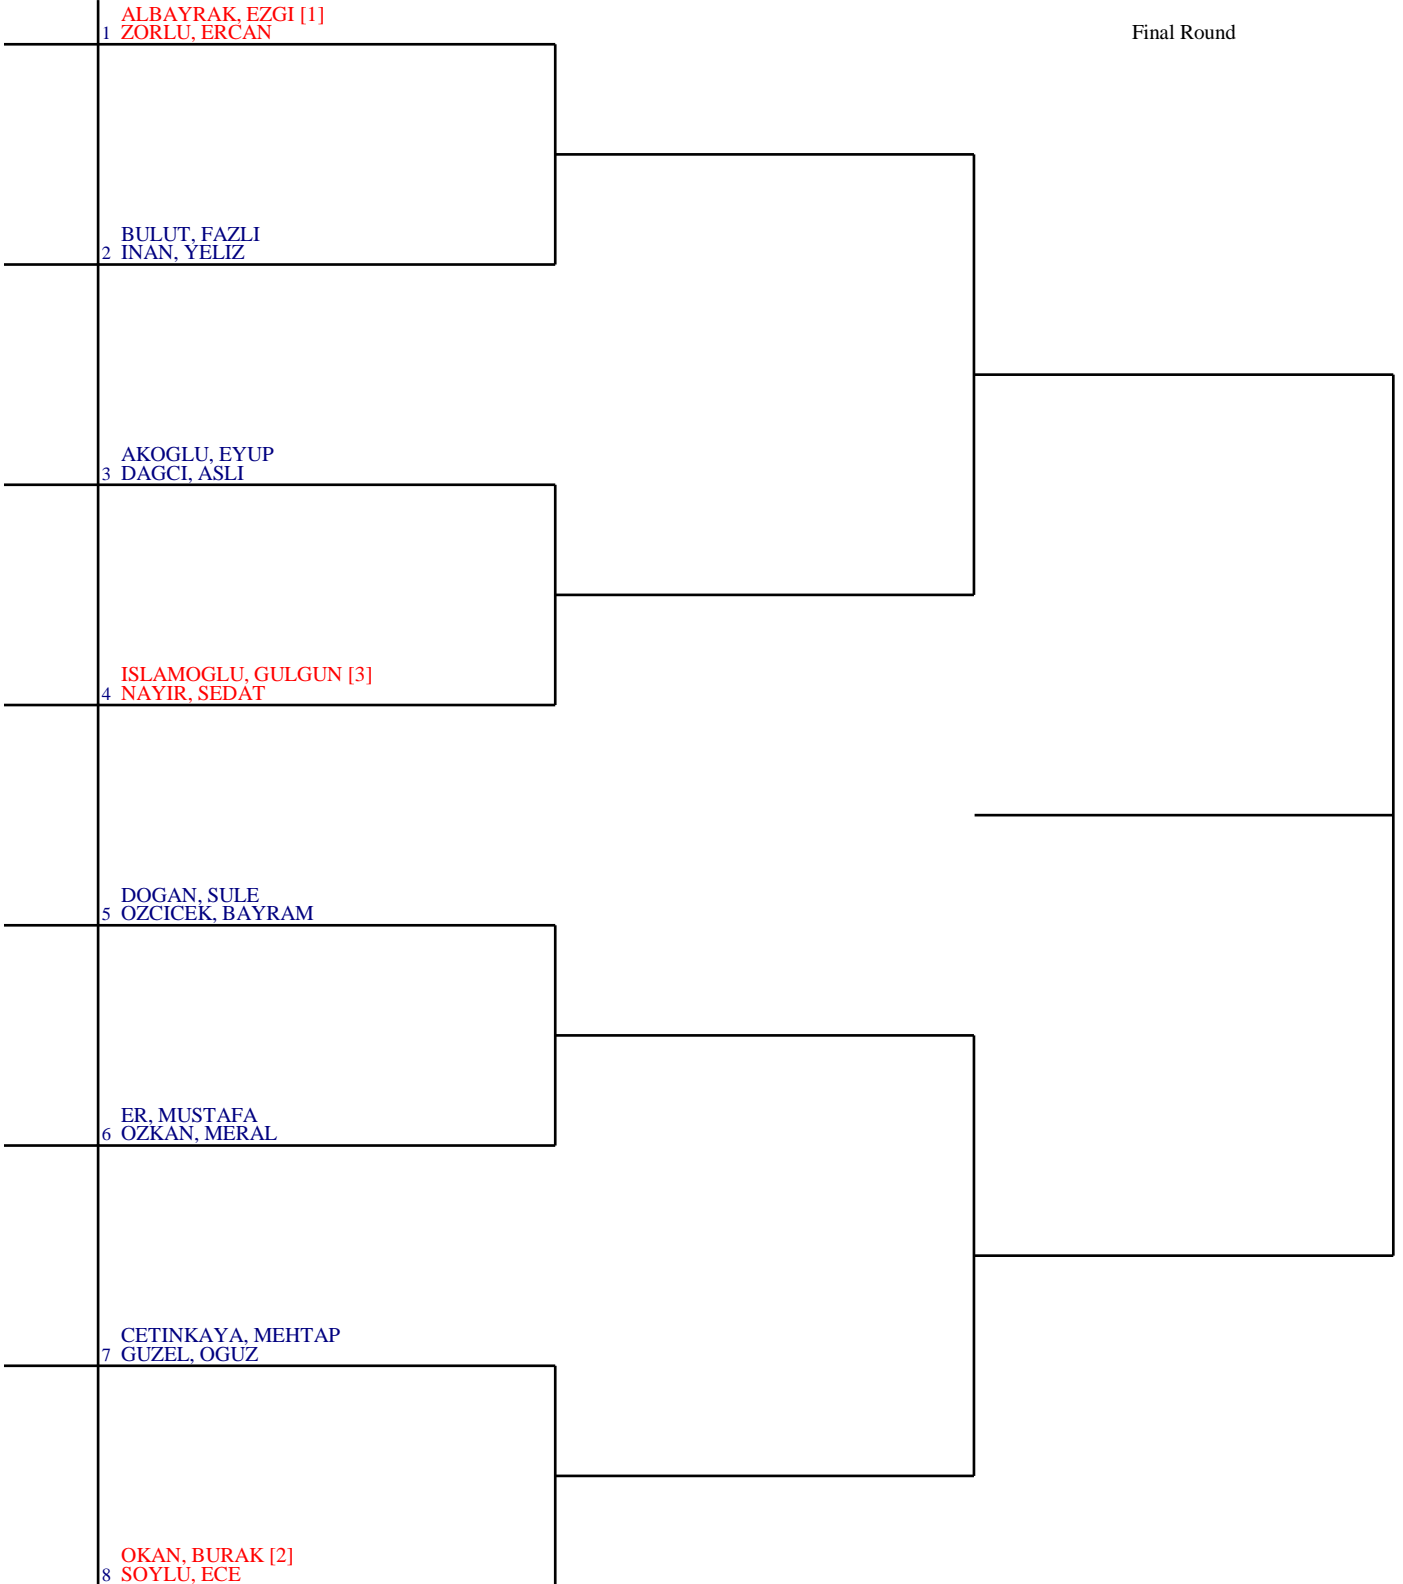 ALBAYRAK, EZGI [1]
1 ZORLU, ERCAN
Final Round
BULUT, FAZLI
2 INAN, YELIZ
AKOGLU, EYUP
3 DAGCI, ASLI
ISLAMOGLU, GULGUN [3]
4 NAYIR, SEDAT
DOGAN, SULE
5 OZCICEK, BAYRAM
ER, MUSTAFA
6 OZKAN, MERAL
CETINKAYA, MEHTAP
7 GUZEL, OGUZ
OKAN, BURAK [2]
8 SOYLU, ECE